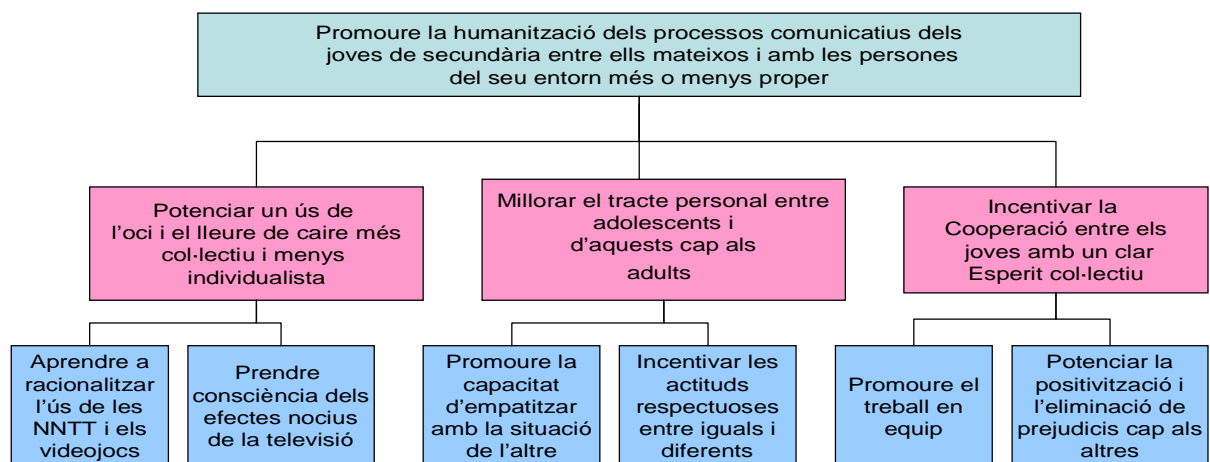 Promoure la humanització dels processos comunicatius dels
joves de secundària entre ells mateixos i amb les persones
del seu entorn més o menys proper
Potenciar un ús de
l'oci i el lleure de caire més
col·lectiu i menys
individualista
Millorar el tracte personal entre
adolescents i
d'aquests cap als
adults
Incentivar la
Cooperació entre els
joves amb un clar
Esperit col·lectiu
Aprendre a
racionalitzar
l'ús de les
NNTT i els
videojocs
Prendre
consciència dels
efectes nocius
de la televisió
Promoure la
capacitat
d'empatitzar
amb la situació
de l'altre
Incentivar les
actituds
respectuoses
entre iguals i
diferents
Promoure el
treball en
equip
Potenciar la
positivització i
l'eliminació de
prejudicis cap als
altres